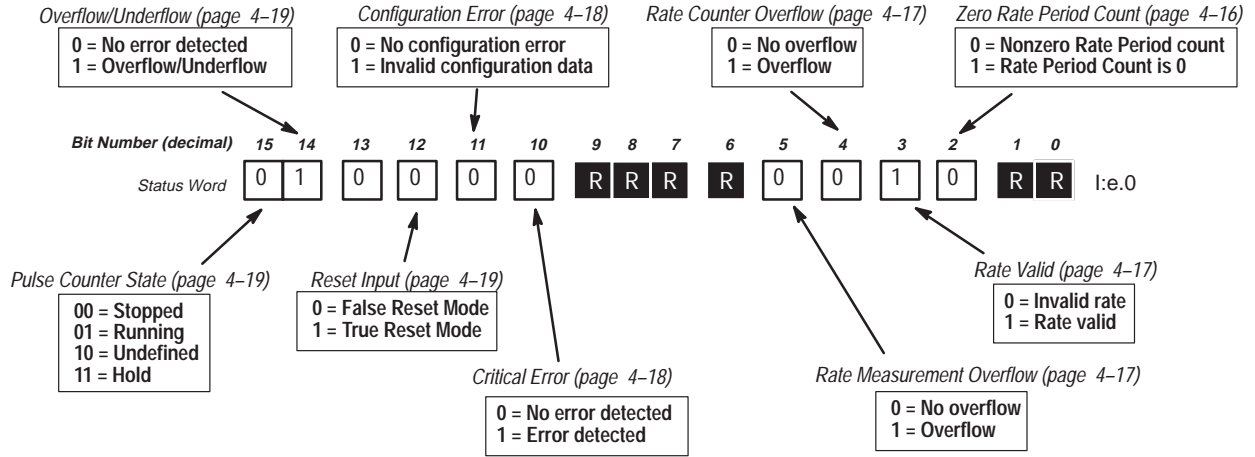 Overflow/Underflow (page 4–19)
0 = No error detected
1 = Overflow/Underflow
Configuration Error (page 4–18)
0 = No configuration error
1 = Invalid configuration data
Rate Counter Overflow (page 4–17)
0 = No overflow
1 = Overflow
Zero Rate Period Count (page 4–16)
0 = Nonzero Rate Period count
1 = Rate Period Count is 0
Bit Number (decimal) 15 14 13 12 11 10 9 8 7 6 5 4 3 2 1 0
Status Word 0 1 0 0 0 0 R R R R 0 0 1 0 R R I:e.0
Pulse Counter State (page 4–19)
00 = Stopped
01 = Running
10 = Undefined
11 = Hold
Reset Input (page 4–19)
0 = False Reset Mode
1 = True Reset Mode
Critical Error (page 4–18)
0 = No error detected
1 = Error detected
Rate Measurement Overflow (page 4–17)
0 = No overflow
1 = Overflow
Rate Valid (page 4–17)
0 = Invalid rate
1 = Rate valid